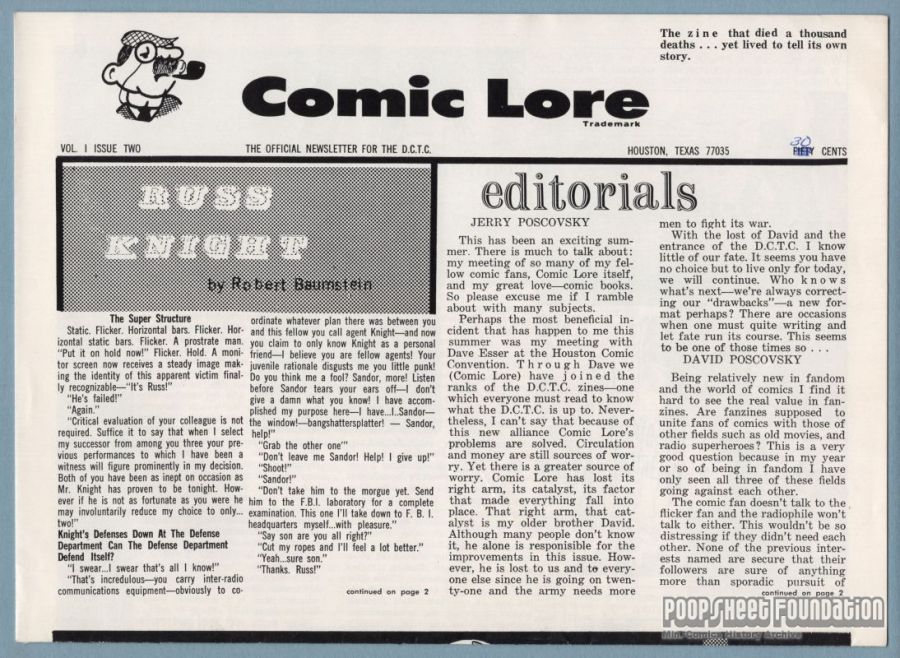 The zine that died a thousand
deaths . . . yet lived to tell its own
story.
Comic Lore
Trademark
VOL. I ISSUE TWO
THE OFFICIAL NEWSLETTER FOR THE D.C.T.C.
HOUSTON, TEXAS 77035
30
FIFTY CENTS
RUSS
KNIGHT
by Robert Baumstein
The Super Structure
Static. Flicker. Horizontal bars. Flicker. Hor-
izontal static bars. Flicker. A prostrate man.
"Put it on hold now!" Flicker. Hold. A moni-
tor screen now receives a steady image mak-
ing the identity of this apparent victim final-
ly recognizable—"It's Russ!"
"He's failed!"
"Again."
"Critical evaluation of your colleague is not
required. Suffice it to say that when I select
my successor from among you three your pre-
vious performances to which I have been a
witness will figure prominently in my decision.
Both of you have been as inept on occasion as
Mr. Knight has proven to be tonight. How-
ever if he is not as fortunate as you were he
may involuntarily reduce my choice to only...
two!"
Knight's Defenses Down At The Defense
Department Can The Defense Department
Defend Itself?
"I swear...I swear that's all I know!"
"That's incredulous—you carry inter-radio
communications equipment—obviously to co-
ordinate whatever plan there was between you
and this fellow you call agent Knight—and now
you claim to only know Knight as a personal
friend—I believe you are fellow agents! Your
juvenile rationale disgusts me you little punk!
Do you think me a fool? Sandor, more! Listen
before Sandor tears your ears off—I don't
give a damn what you know! I have accom-
plished my purpose here—I have...I..Sandor—
the window!—bangshattersplatter! — Sandor,
help!"
"Grab the other one"
"Don't leave me Sandor! Help! I give up!"
"Shoot!"
"Sandor!"
"Don't take him to the morgue yet. Send
him to the F.B.I. laboratory for a complete
examination. This one I'll take down to F. B. I.
headquarters myself...with pleasure."
"Say son are you all right?"
"Cut my ropes and I'll feel a lot better."
"Yeah...sure son."
"Thanks. Russ!"
continued on page 2
editorials
JERRY POSCOVSKY
This has been an exciting sum-
mer. There is much to talk about:
my meeting of so many of my fel-
low comic fans, Comic Lore itself,
and my great love—comic books.
So please excuse me if I ramble
about with many subjects.
Perhaps the most beneficial in-
cident that has happened to me this
summer was my meeting with
Dave Esser at the Houston Comic
Convention. Through Dave we
(Comic Lore) have joined the
ranks of the D.C.T.C. zines—one
which everyone must read to know
what the D.C.T.C. is up to. Never-
theless, I can't say that because of
this new alliance Comic Lore's
problems are solved. Circulation
and money are still sources of wor-
ry. Yet there is a greater source of
worry. Comic Lore has lost its
right arm, its catalyst, its factor
that made everything fall into
place. That right arm, that cat-
alyst is my older brother David.
Although many people don't know
it, he alone is responsible for the
improvements in this issue. How-
ever, he is lost to us and to every-
one else since he is going on twen-
ty-one and the army needs more
men to fight its war.
With the lost of David and the
entrance of the D.C.T.C. I know
little of our fate. It seems you have
no choice but to live only for today,
we will continue. Who knows
what's next—we're always correct-
ing our "drawbacks"—a new for-
mat perhaps? There are occasions
when one must quite writing and
let fate run its course. This seems
to be one of those times so . . .
DAVID POSCOVSKY
Being relatively new in fandom
and the world of comics I find it
hard to see the real value in fan-
zines. Are fanzines supposed to
unite fans of comics with those of
other fields such as old movies, and
radio superheroes? This is a very
good question because in my year
or so of being in fandom I have
only seen all three of these fields
going against each other.
The comic fan doesn't talk to the
flicker fan and the radiophile won't
talk to either. This wouldn't be so
distressing if they didn't need each
other. None of the previous inter-
ests named are secure that their
followers are sure of anything
more than sporadic pursuit of
continued on page 2
POOPSHEET FOUNDATION
Mini-Comics History Archive